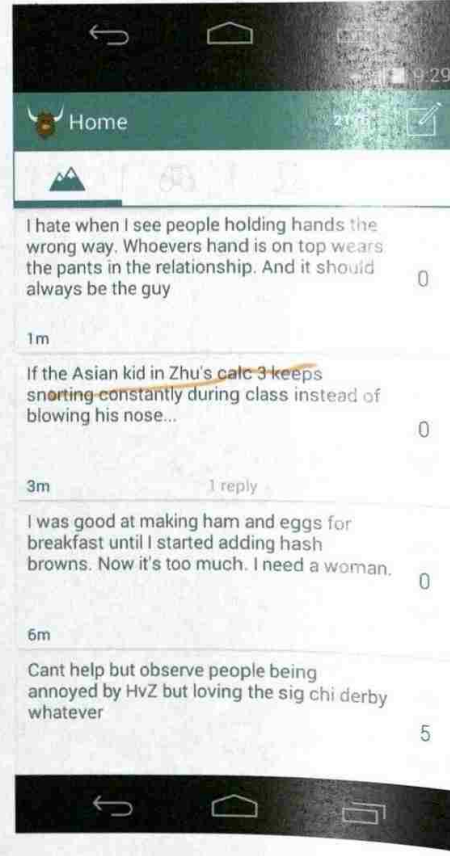 9:29
Home
I hate when I see people holding hands the
wrong way. Whoevers hand is on top wears
the pants in the relationship. And it should
always be the guy
0
1m
If the Asian kid in Zhu's calc 3 keeps
snorting constantly during class instead of
blowing his nose...
0
3m 1 reply
I was good at making ham and eggs for
breakfast until I started adding hash
browns. Now it's too much. I need a woman.
0
6m
Cant help but observe people being
annoyed by HvZ but loving the sig chi derby
whatever
5